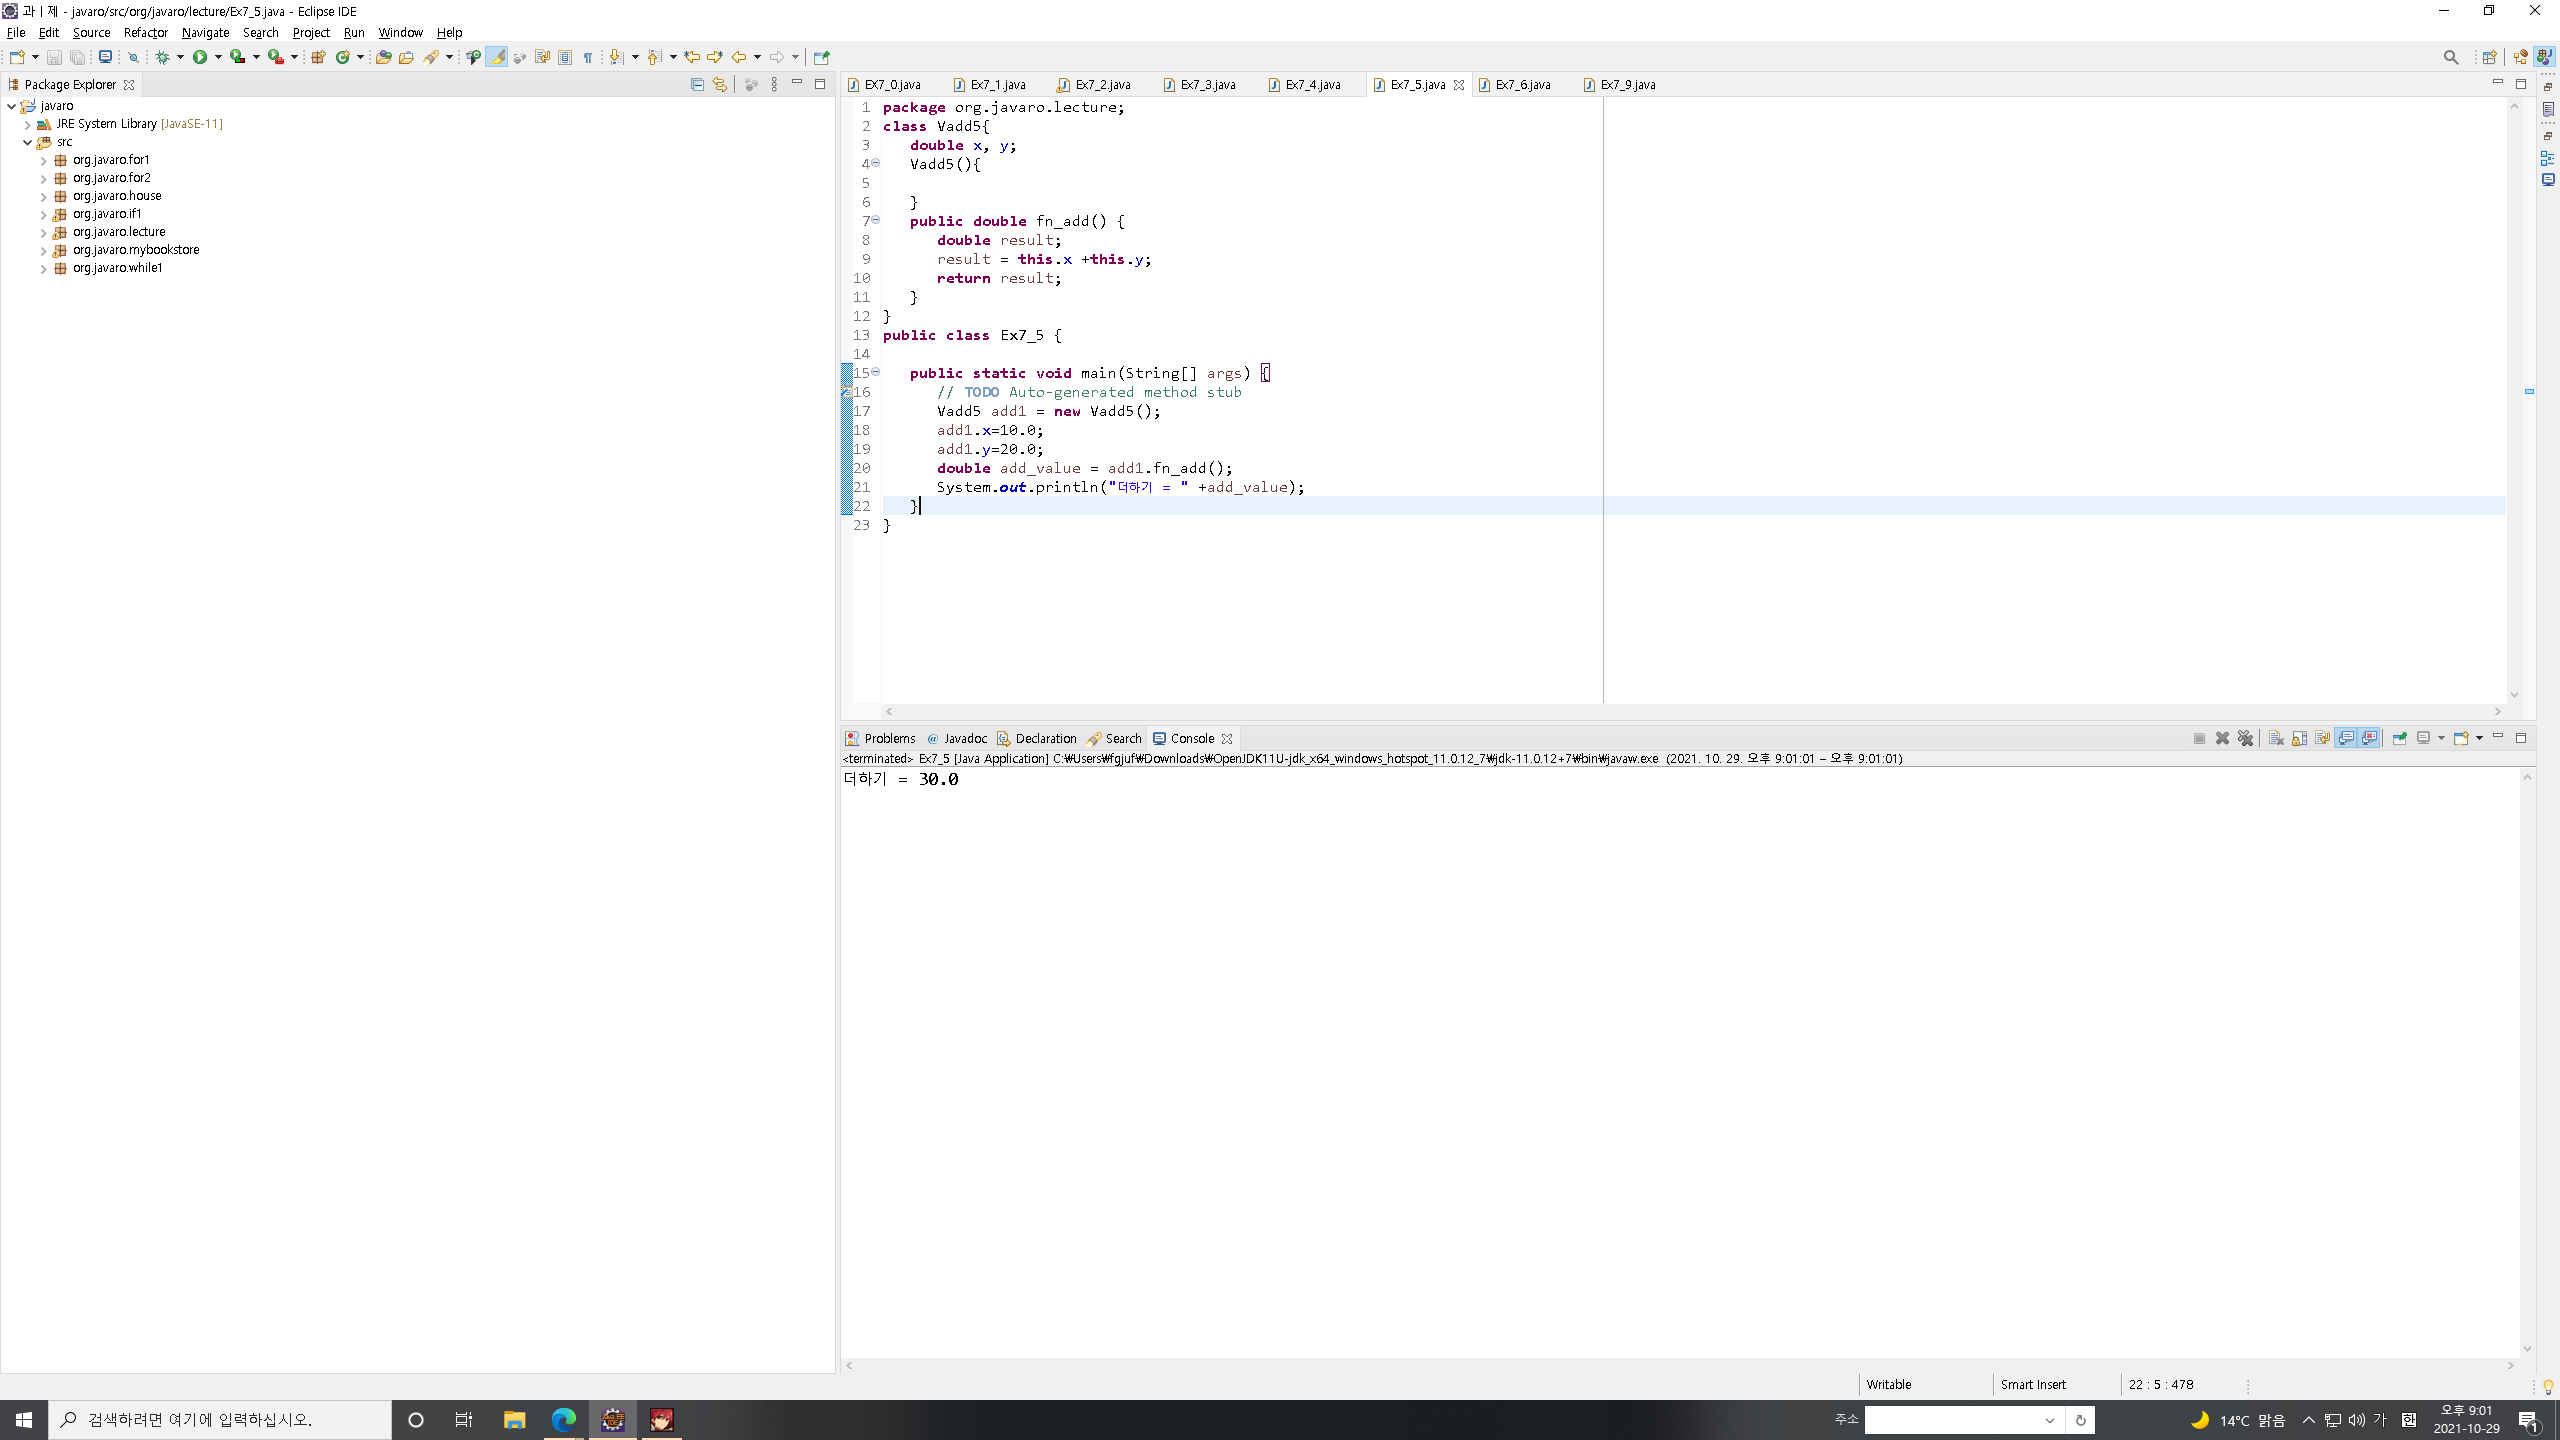 과ㅣ제 - javaro/src/org/javaro/lecture/Ex7_5.java - Eclipse IDE
File Edit Source Refactor Navigate Search Project Run Window Help
Package Explorer
javaro
JRE System Library [JavaSE-11]
src
org.javaro.for1
org.javaro.for2
org.javaro.house
org.javaro.if1
org.javaro.lecture
org.javaro.mybookstore
org.javaro.while1
Ex7_0.java Ex7_1.java Ex7_2.java Ex7_3.java Ex7_4.java Ex7_5.java Ex7_6.java Ex7_9.java
1 package org.javaro.lecture;
2 class Vadd5{
3 double x, y;
4 Vadd5(){
5
6 }
7 public double fn_add() {
8 double result;
9 result = this.x +this.y;
10 return result;
11 }
12 }
13 public class Ex7_5 {
14
15 public static void main(String[] args) {
16 // TODO Auto-generated method stub
17 Vadd5 add1 = new Vadd5();
18 add1.x=10.0;
19 add1.y=20.0;
20 double add_value = add1.fn_add();
21 System.out.println("더하기 = " +add_value);
22 }
23 }
Problems @ Javadoc Declaration Search Console
<terminated> Ex7_5 [Java Application] C:₩Users₩fgjuf₩Downloads₩OpenJDK11U-jdk_x64_windows_hotspot_11.0.12_7₩jdk-11.0.12+7₩bin₩javaw.exe (2021. 10. 29. 오후 9:01:01 – 오후 9:01:01)
더하기 = 30.0
Writable Smart Insert 22 : 5 : 478
검색하려면 여기에 입력하십시오.
주소
14°C 맑음
가
오후 9:01
2021-10-29
1